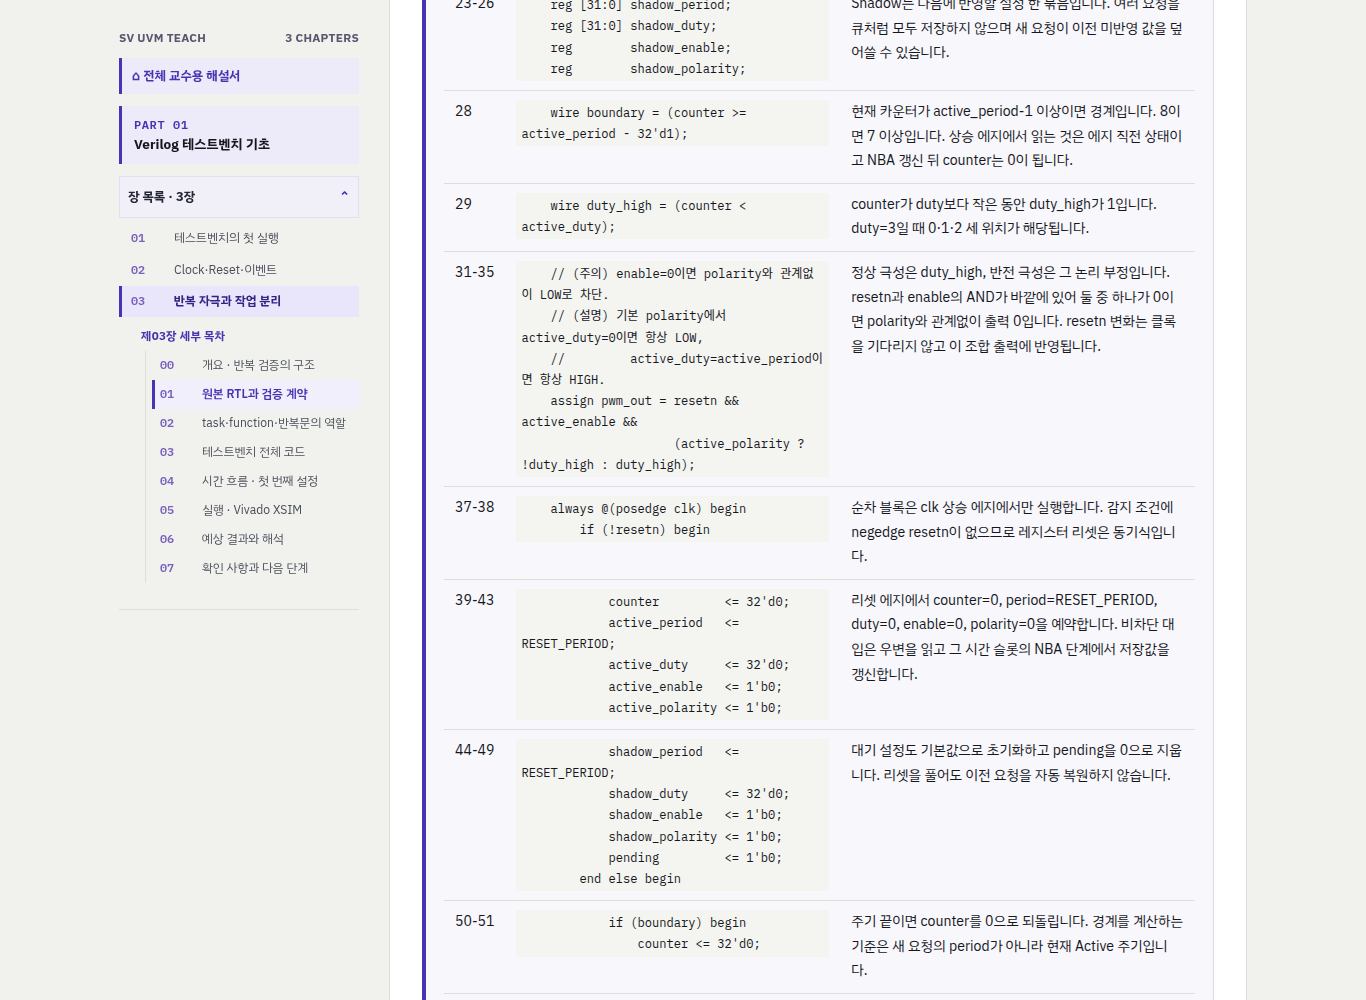 SV UVM TEACH
3 CHAPTERS
⌂ 전체 교수용 해설서
PART 01
Verilog 테스트벤치 기초
장 목록 · 3장
01 테스트벤치의 첫 실행
02 Clock·Reset·이벤트
03 반복 자극과 작업 분리
제03장 세부 목차
00 개요 · 반복 검증의 구조
01 원본 RTL과 검증 계약
02 task·function·반복문의 역할
03 테스트벤치 전체 코드
04 시간 흐름 · 첫 번째 설정
05 실행 · Vivado XSIM
06 예상 결과와 해석
07 확인 사항과 다음 단계
23-26
reg [31:0] shadow_period;
reg [31:0] shadow_duty;
reg        shadow_enable;
reg        shadow_polarity;
Shadow는 다음에 반영할 설정 한 묶음입니다. 여러 요청을
큐처럼 모두 저장하지 않으며 새 요청이 이전 미반영 값을 덮
어쓸 수 있습니다.
28
wire boundary = (counter >=
active_period - 32'd1);
현재 카운터가 active_period-1 이상이면 경계입니다. 8이
면 7 이상입니다. 상승 에지에서 읽는 것은 에지 직전 상태이
고 NBA 갱신 뒤 counter는 0이 됩니다.
29
wire duty_high = (counter <
active_duty);
counter가 duty보다 작은 동안 duty_high가 1입니다.
duty=3일 때 0·1·2 세 위치가 해당됩니다.
31-35
// (주의) enable=0이면 polarity와 관계없
이 LOW로 차단.
// (설명) 기본 polarity에서
active_duty=0이면 항상 LOW,
//         active_duty=active_period이
면 항상 HIGH.
assign pwm_out = resetn &&
active_enable &&
(active_polarity ?
!duty_high : duty_high);
정상 극성은 duty_high, 반전 극성은 그 논리 부정입니다.
resetn과 enable의 AND가 바깥에 있어 둘 중 하나가 0이
면 polarity와 관계없이 출력 0입니다. resetn 변화는 클록
을 기다리지 않고 이 조합 출력에 반영됩니다.
37-38
always @(posedge clk) begin
if (!resetn) begin
순차 블록은 clk 상승 에지에서만 실행합니다. 감지 조건에
negedge resetn이 없으므로 레지스터 리셋은 동기식입니
다.
39-43
counter         <= 32'd0;
active_period   <=
RESET_PERIOD;
active_duty     <= 32'd0;
active_enable   <= 1'b0;
active_polarity <= 1'b0;
리셋 에지에서 counter=0, period=RESET_PERIOD,
duty=0, enable=0, polarity=0을 예약합니다. 비차단 대
입은 우변을 읽고 그 시간 슬롯의 NBA 단계에서 저장값을
갱신합니다.
44-49
shadow_period   <=
RESET_PERIOD;
shadow_duty     <= 32'd0;
shadow_enable   <= 1'b0;
shadow_polarity <= 1'b0;
pending         <= 1'b0;
end else begin
대기 설정도 기본값으로 초기화하고 pending을 0으로 지웁
니다. 리셋을 풀어도 이전 요청을 자동 복원하지 않습니다.
50-51
if (boundary) begin
counter <= 32'd0;
주기 끝이면 counter를 0으로 되돌립니다. 경계를 계산하는
기준은 새 요청의 period가 아니라 현재 Active 주기입니
다.